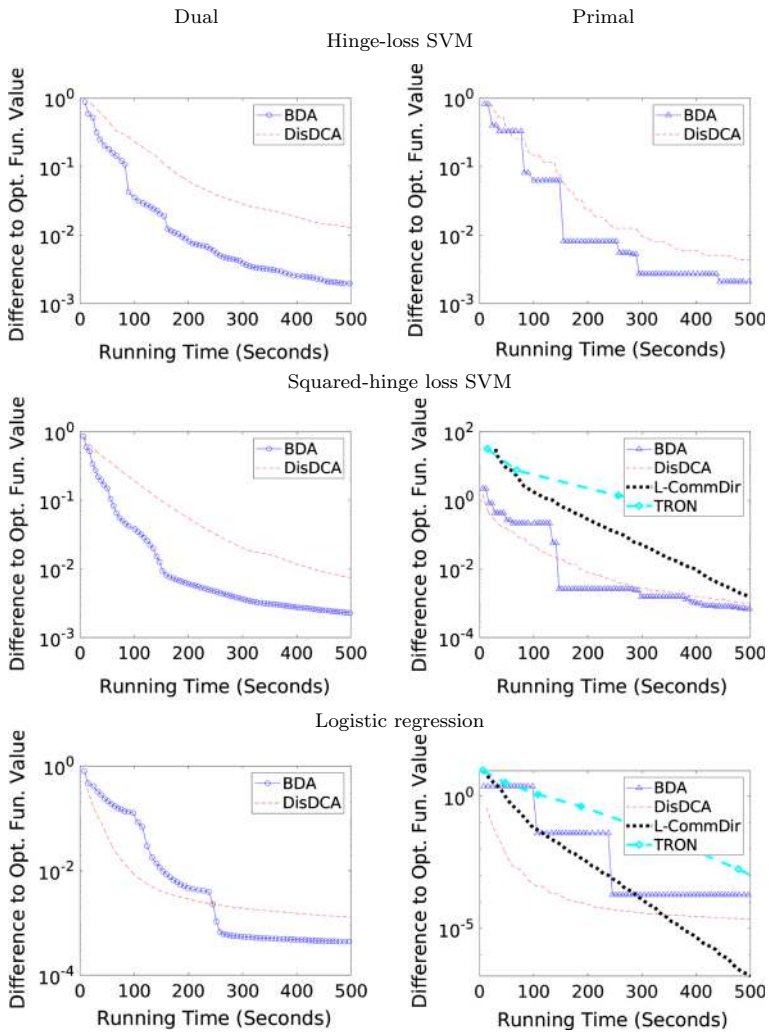 Dual
Primal
Hinge-loss SVM
Difference to Opt. Fun. Value
10^0
10^-1
10^-2
10^-3
BDA
DisDCA
0 100 200 300 400 500
Running Time (Seconds)
Difference to Opt. Fun. Value
10^0
10^-1
10^-2
10^-3
BDA
DisDCA
0 100 200 300 400 500
Running Time (Seconds)
Squared-hinge loss SVM
Difference to Opt. Fun. Value
10^0
10^-1
10^-2
10^-3
BDA
DisDCA
0 100 200 300 400 500
Running Time (Seconds)
Difference to Opt. Fun. Value
10^2
10^0
10^-2
10^-4
BDA
DisDCA
L-CommDir
TRON
0 100 200 300 400 500
Running Time (Seconds)
Logistic regression
Difference to Opt. Fun. Value
10^0
10^-2
10^-4
BDA
DisDCA
0 100 200 300 400 500
Running Time (Seconds)
Difference to Opt. Fun. Value
10^0
10^-5
BDA
DisDCA
L-CommDir
TRON
0 100 200 300 400 500
Running Time (Seconds)